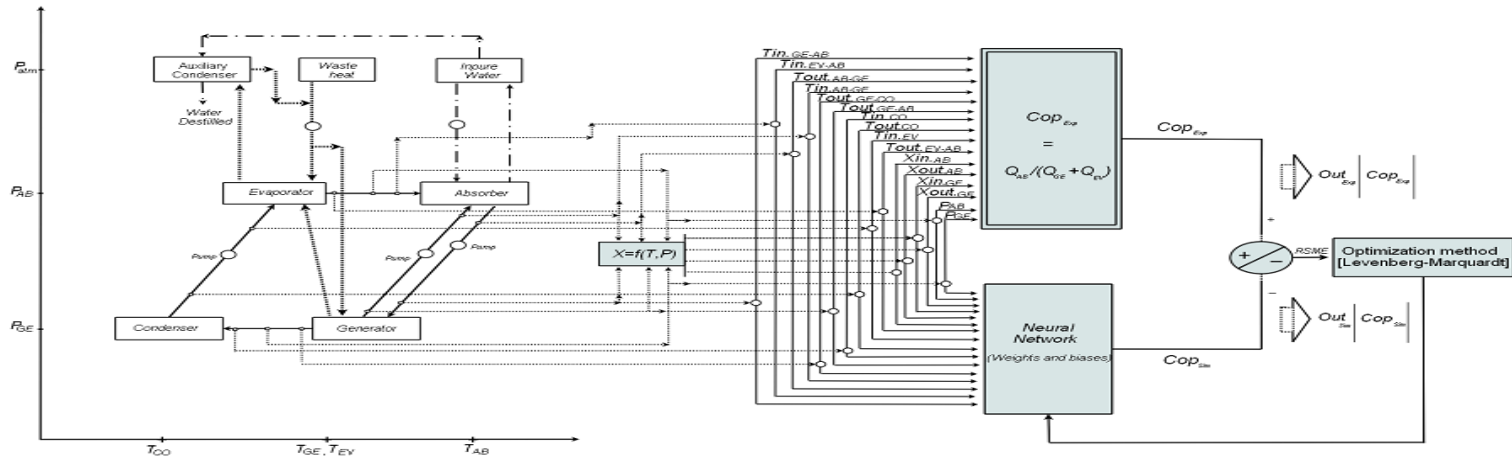 P_atm
P_AB
P_GE
T_CO
T_GE , T_EV
T_AB
Auxiliary
Condenser
Waste
heat
Inpure
Water
Water
Destilled
Evaporator
Absorber
Pump
Pump
Pump
Condenser
Generator
X=f(T,P)
Tin.GE-AB
Tin.EV-AB
Tout.AB-GE
Tin.AB-GE
Tout.GE-CO
Tout.GE-AB
Tin.CO
Tout.CO
Tin.EV
Tout.EV-AB
Xin.AB
Xout.AB
Xin.GE
Xout.GE
PAB
PGE
Cop_Exp
=
Q_AB/(Q_GE + Q_EV)
Neural
Network
(Weights and biases)
Cop_Exp
Cop_Sim
+
+ −
−
RSME
Out_Exp | Cop_Exp |
Optimization method
[Levenberg-Marquardt]
Out_Sim | Cop_Sim |